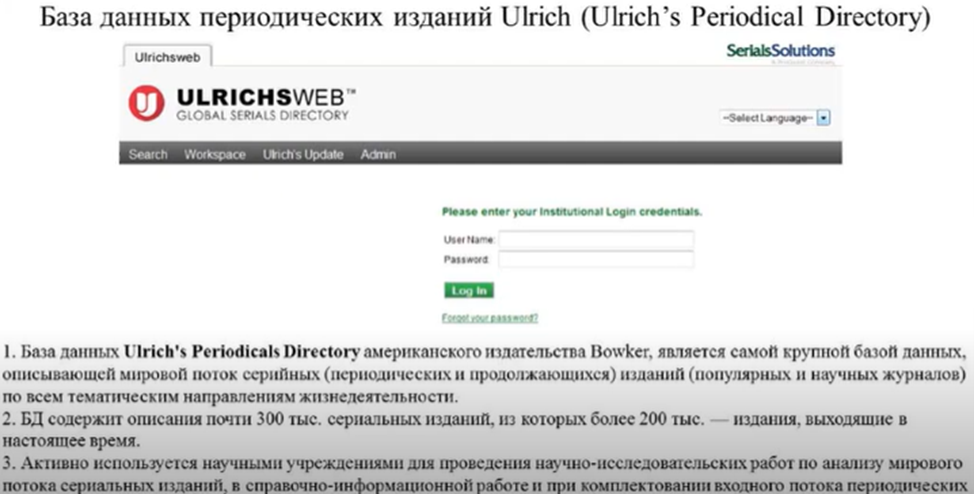 База данных периодических изданий Ulrich (Ulrich’s Periodical Directory)
Ulrichsweb
SerialsSolutions
ULRICHSWEB™
GLOBAL SERIALS DIRECTORY
--Select Language--
Search Workspace Ulrich's Update Admin
Please enter your Institutional Login credentials.
User Name:
Password:
Log In
Forgot your password?
1. База данных Ulrich's Periodicals Directory американского издательства Bowker, является самой крупной базой данных,
описывающей мировой поток серийных (периодических и продолжающихся) изданий (популярных и научных журналов)
по всем тематическим направлениям жизнедеятельности.
2. БД содержит описания почти 300 тыс. сериальных изданий, из которых более 200 тыс. — издания, выходящие в
настоящее время.
3. Активно используется научными учреждениями для проведения научно-исследовательских работ по анализу мирового
потока сериальных изданий, в справочно-информационной работе и при комплектовании входного потока периодических